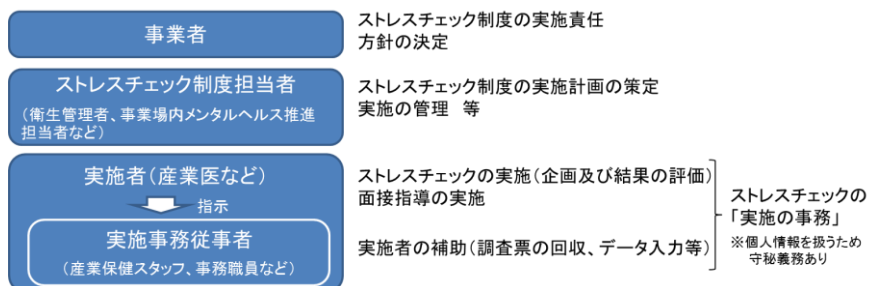 事業者
ストレスチェック制度の実施責任
方針の決定
ストレスチェック制度担当者
(衛生管理者、事業場内メンタルヘルス推進
担当者など)
ストレスチェック制度の実施計画の策定
実施の管理 等
実施者(産業医など)
指示
ストレスチェックの実施(企画及び結果の評価)
面接指導の実施
実施事務従事者
(産業保健スタッフ、事務職員など)
実施者の補助(調査票の回収、データ入力等)
ストレスチェックの
「実施の事務」
※個人情報を扱うため
守秘義務あり